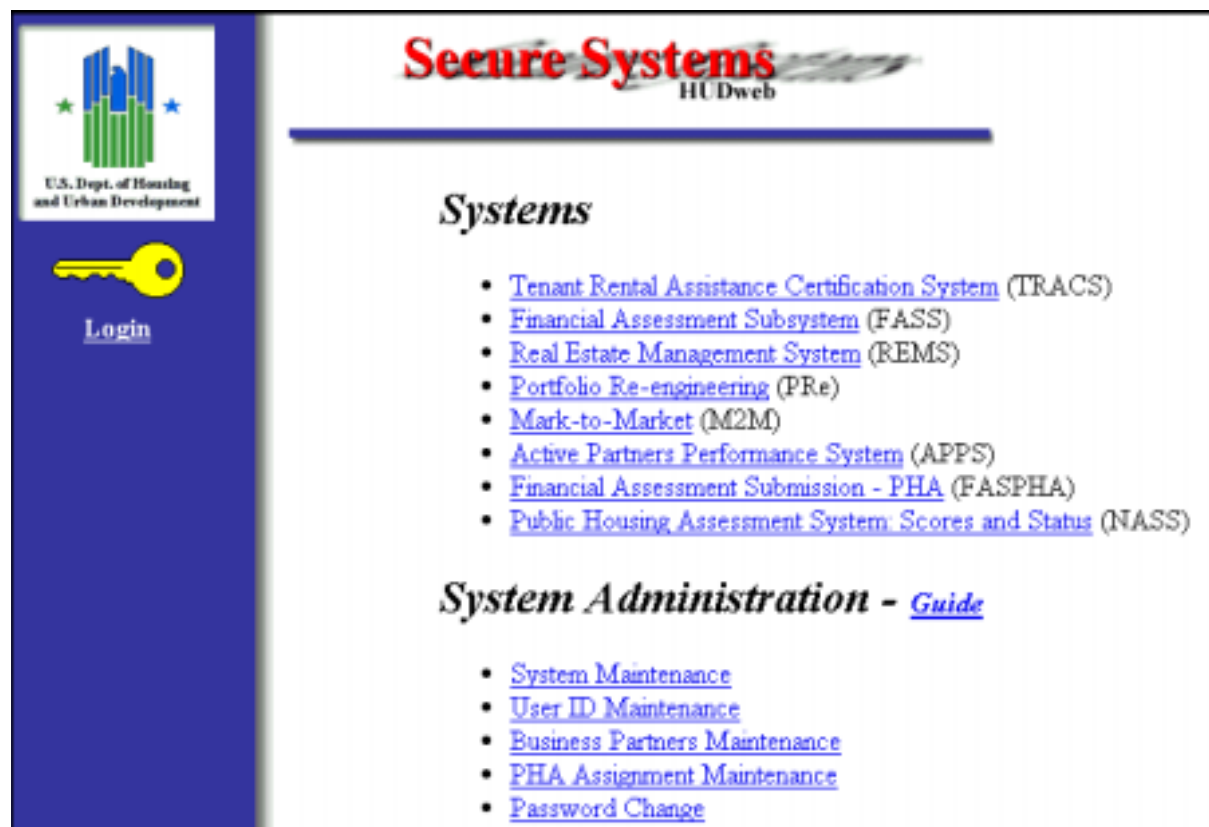 U.S. Dept. of Housing
and Urban Development
Login
Secure Systems
HUDweb
Systems
• Tenant Rental Assistance Certification System (TRACS)
• Financial Assessment Subsystem (FASS)
• Real Estate Management System (REMS)
• Portfolio Re-engineering (PRe)
• Mark-to-Market (M2M)
• Active Partners Performance System (APPS)
• Financial Assessment Submission - PHA (FASPHA)
• Public Housing Assessment System: Scores and Status (NASS)
System Administration - Guide
• System Maintenance
• User ID Maintenance
• Business Partners Maintenance
• PHA Assignment Maintenance
• Password Change